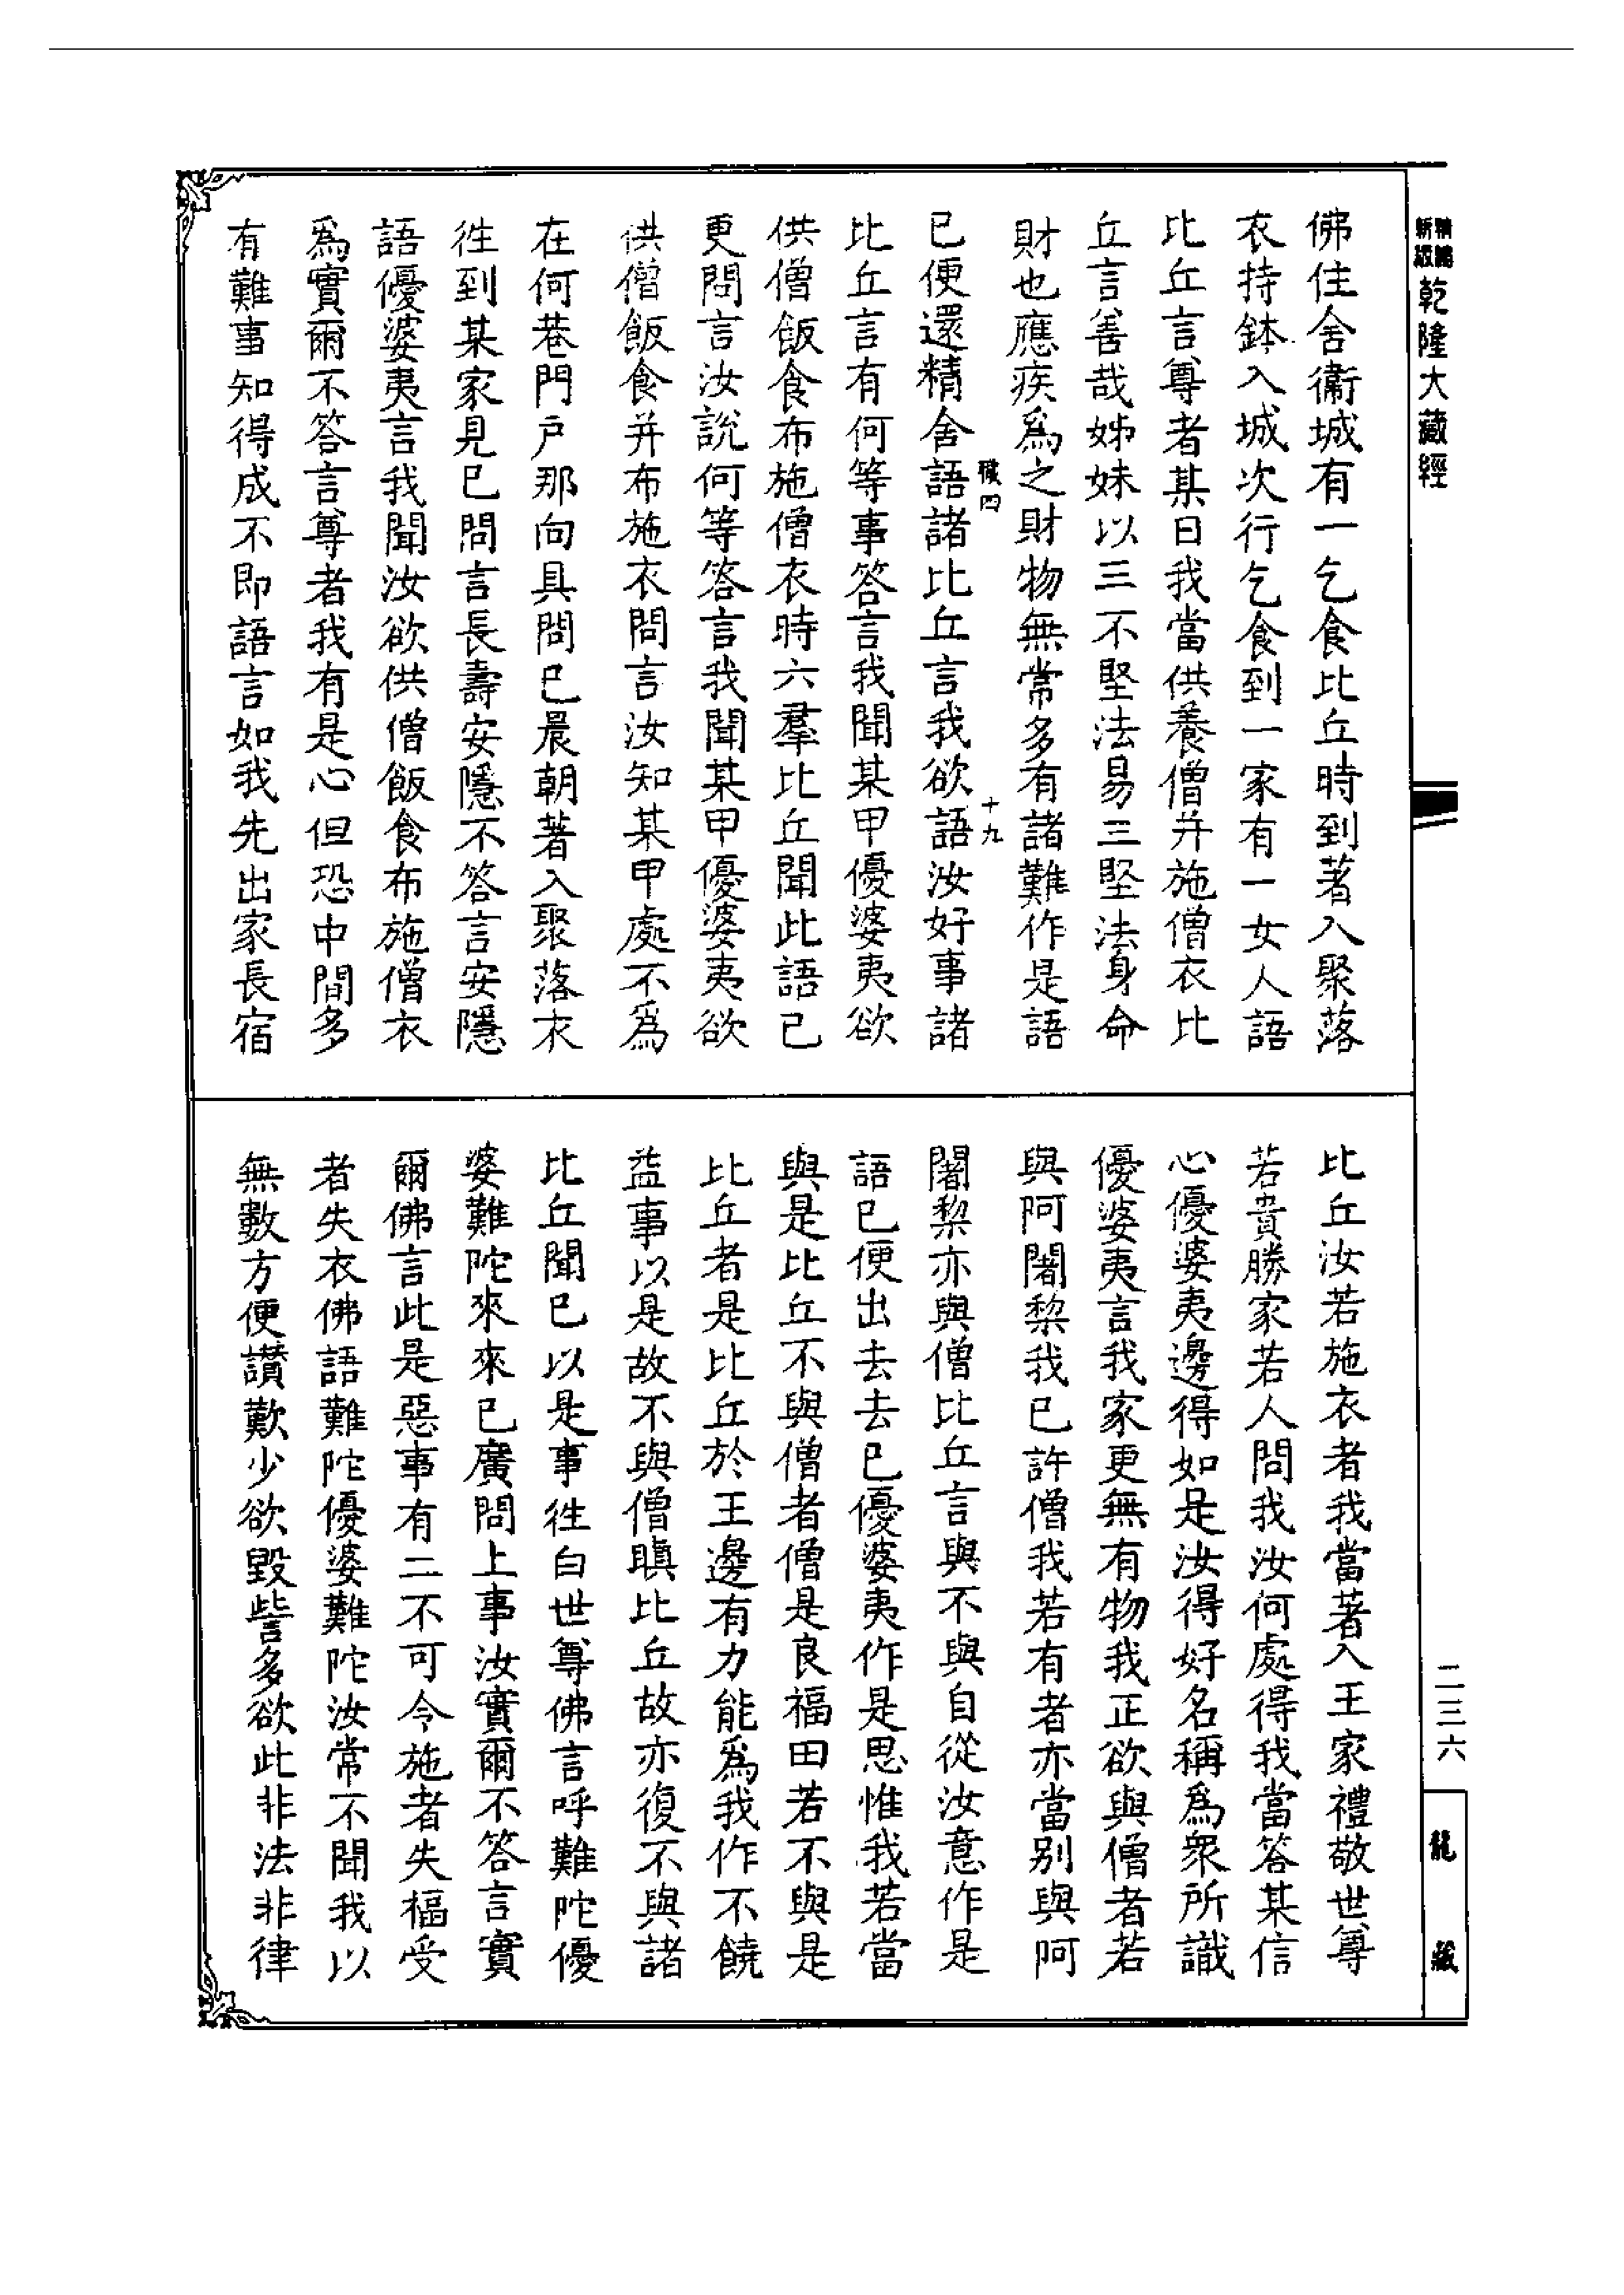 乾隆大藏經
佛住舍衞城有一乞食比丘時到著入聚落
衣持鉢入城次行乞食到一家有一女人語
比丘言尊者某日我當供養僧并施僧衣比
丘言善哉姊妹以三不堅法易三堅法身命
財也應疾爲之財物無常多有諸難作是語
職四
十九
已便還精舍語諸比丘言我欲語汝好事諸
比丘言有何等事答言我聞某甲優婆夷欲
供僧飯食布施僧衣時六羣比丘聞此語已
更問言汝說何等答言我聞某甲優婆夷欲
供僧飯食并布施衣問言汝知某甲處不爲
在何巷門戶那向具問已晨朝著入聚落衣
徃到某家見已問言長壽安隱不答言安隱
語優婆夷言我聞汝欲供僧飯食布施僧衣
爲實爾不答言尊者我有是心但恐中間多
有難事知得成不即語言如我先出家長宿
比丘汝若施衣者我當著入王家禮敬世尊
若貴勝家若人問我汝何處得我當答某信
心優婆夷邊得如是汝得好名稱爲衆所識
優婆夷言我家更無有物我正欲與僧者若
與阿闍黎我已許僧我若有者亦當別與阿
闍黎亦與僧比丘言與不與自從汝意作是
語已便出去去已優婆夷作是思惟我若當
與是比丘不與僧者僧是良福田若不與是
比丘者是比丘於王邊有力能爲我作不饒
益事以是故不與僧瞋比丘故亦復不與諸
比丘聞已以是事徃白世尊佛言呼難陀優
婆難陀來來已廣問上事汝實爾不答言實
爾佛言此是惡事有二不可令施者失福受
者失衣佛語難陀優婆難陀汝常不聞我以
無數方便讃歎少欲毀訾多欲此非法非律
二三六
龍藏